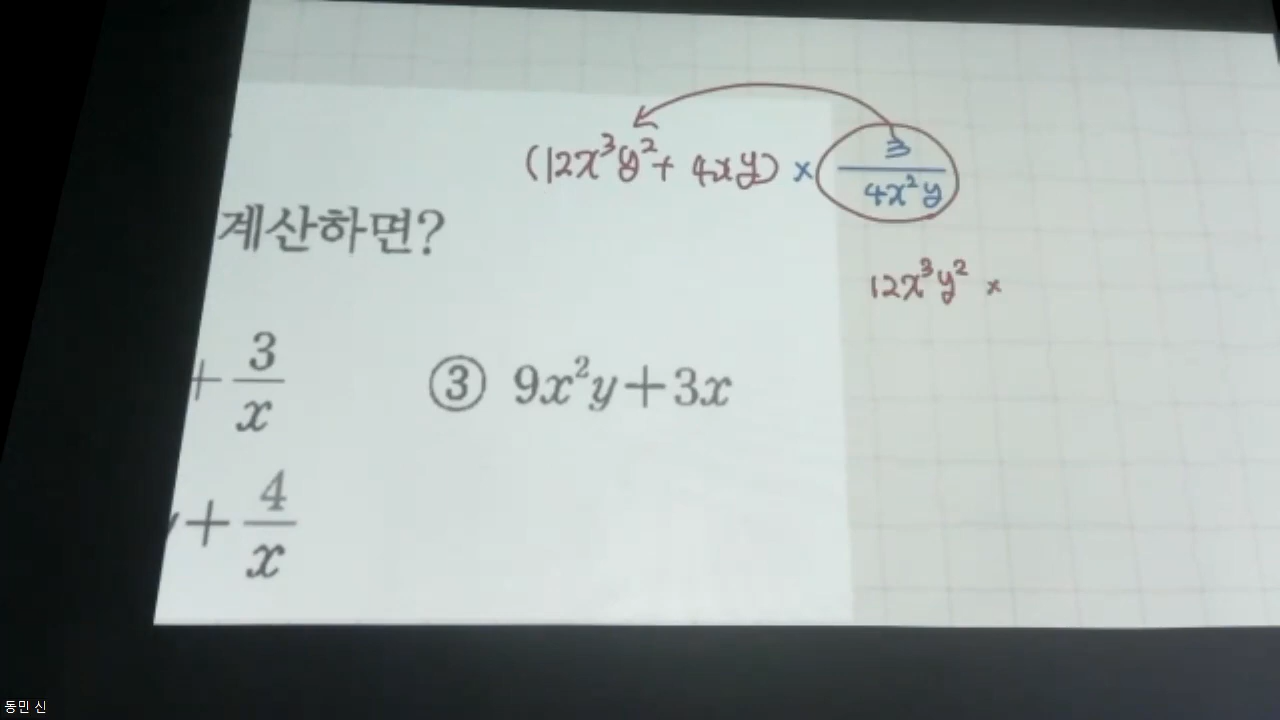 (12x³y² + 4xy) × 3/4x²y
12x³y² ×
계산하면?
+ 3/x
③ 9x²y+3x
+ 4/x
동민 신